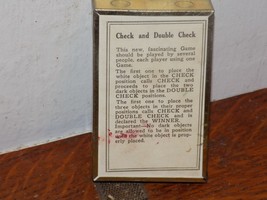 Check and Double Check
This new, fascinating Game
should be played by several
people, each player using one
Game.
The first one to place the
white object in the CHECK
position calls CHECK and
proceeds to place the two
dark objects in the DOUBLE
CHECK positions.
The first one to place the
three objects in their proper
positions calls CHECK and
DOUBLE CHECK and is
declared the WINNER.
Important—No dark objects
are allowed to be in position
until the white object is prop-
erly placed.